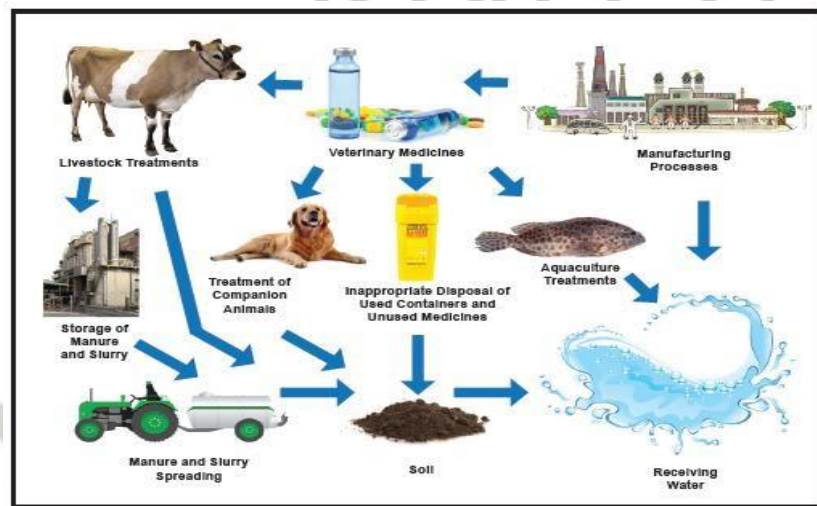 Livestock Treatments
Veterinary Medicines
Manufacturing
Processes
Treatment of
Companion
Animals
Inappropriate Disposal of
Used Containers and
Unused Medicines
Aquaculture
Treatments
Storage of
Manure
and Slurry
Manure and Slurry
Spreading
Soil
Receiving
Water